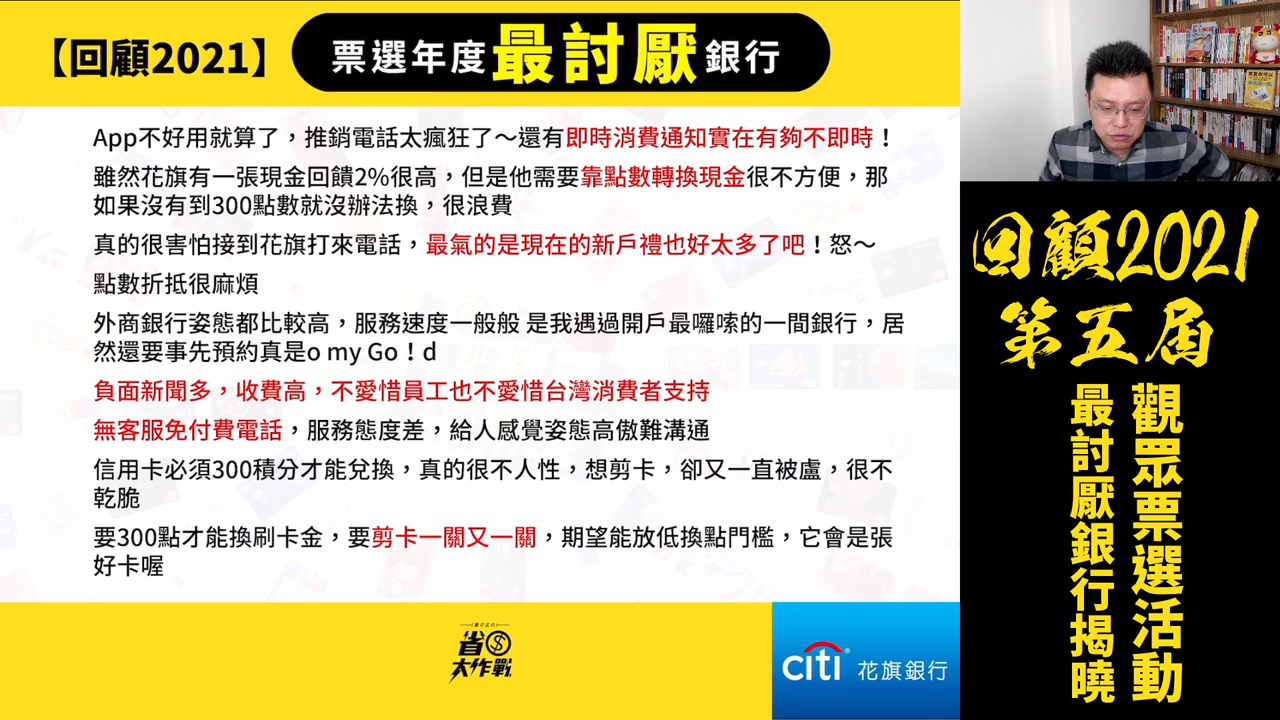 【回顧2021】
票選年度最討厭銀行
App不好用就算了，推銷電話太瘋狂了～還有即時消費通知實在有夠不即時！
雖然花旗有一張現金回饋2%很高，但是他需要靠點數轉換現金很不方便，那
如果沒有到300點數就沒辦法換，很浪費
真的很害怕接到花旗打來電話，最氣的是現在的新戶禮也好太多了吧！怒～
點數折抵很麻煩
外商銀行姿態都比較高，服務速度一般般 是我遇過開戶最囉嗦的一間銀行，居
然還要事先預約真是o my Go！d
負面新聞多，收費高，不愛惜員工也不愛惜台灣消費者支持
無客服免付費電話，服務態度差，給人感覺姿態高傲難溝通
信用卡必須300積分才能兌換，真的很不人性，想剪卡，卻又一直被盧，很不
乾脆
要300點才能換刷卡金，要剪卡一關又一關，期望能放低換點門檻，它會是張
好卡喔
省
大作戰
citi 花旗銀行
回顧2021
第五屆
觀眾票選活動
最討厭銀行揭曉